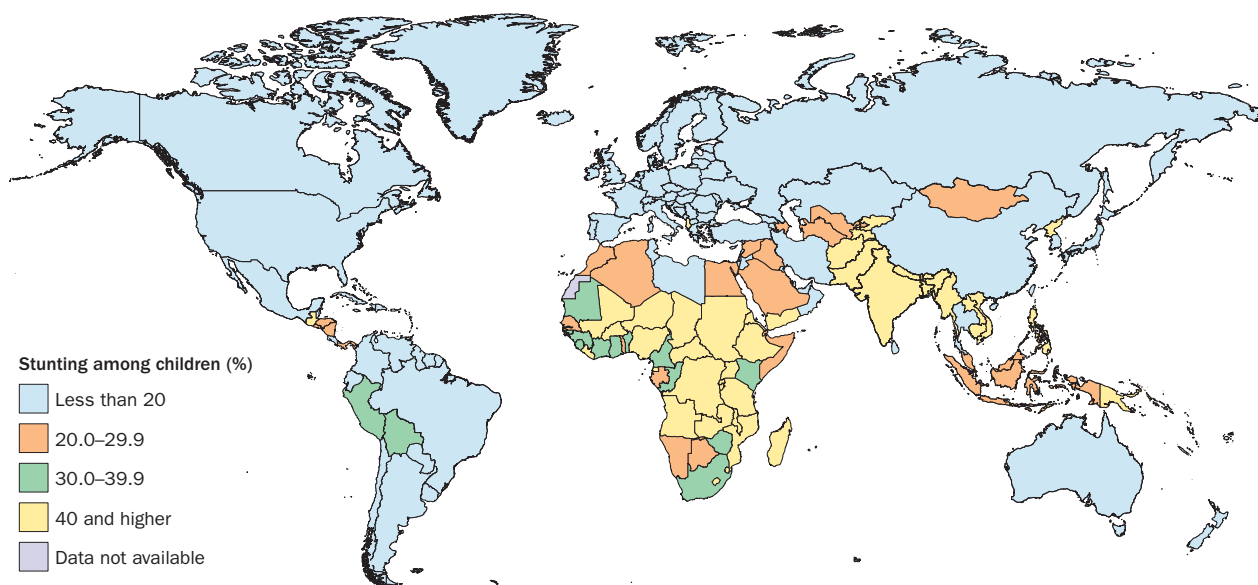 Stunting among children (%)
Less than 20
20.0–29.9
30.0–39.9
40 and higher
Data not available